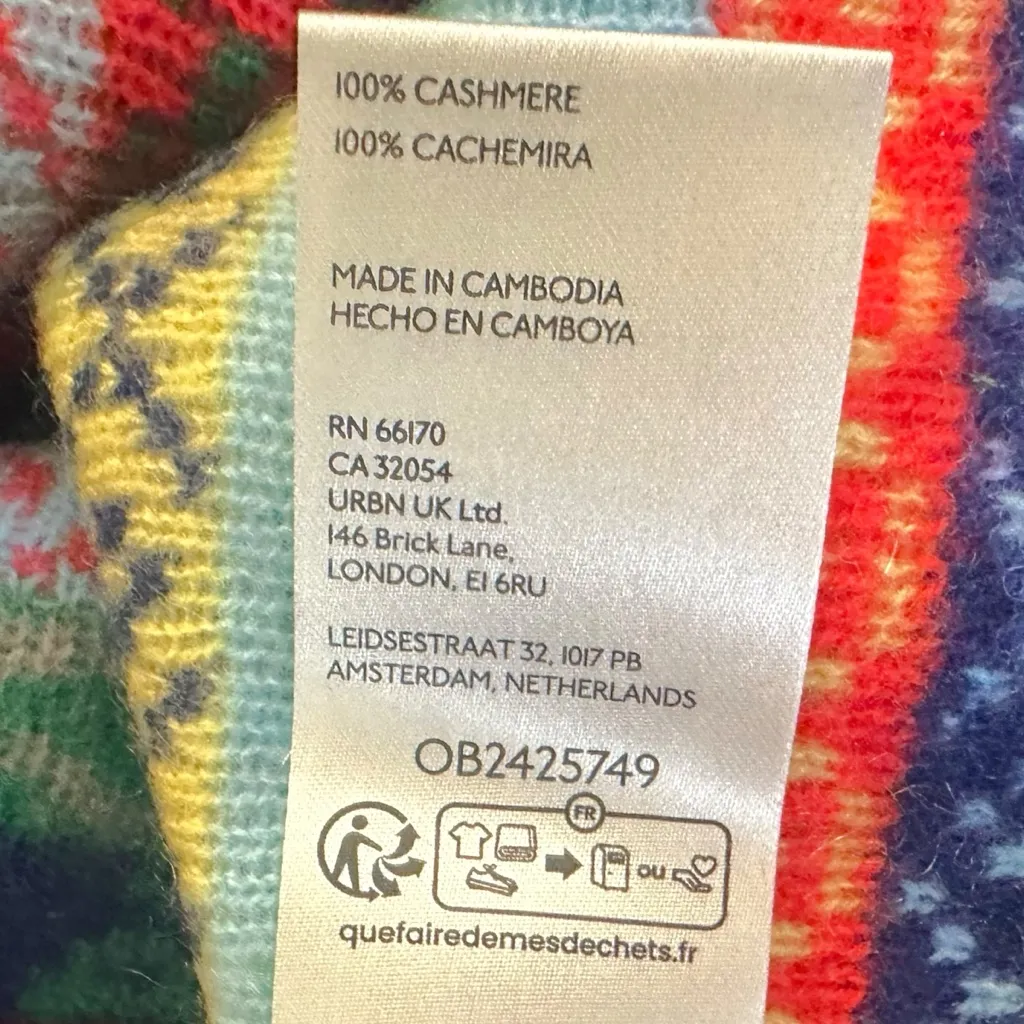 100% CASHMERE
100% CACHEMIRA
MADE IN CAMBODIA
HECHO EN CAMBOYA
RN 66170
CA 32054
URBN UK Ltd.
146 Brick Lane,
LONDON, E1 6RU
LEIDSESTRAAT 32, 1017 PB
AMSTERDAM, NETHERLANDS
OB2425749
FR
OU
quefairedemesdechets.fr